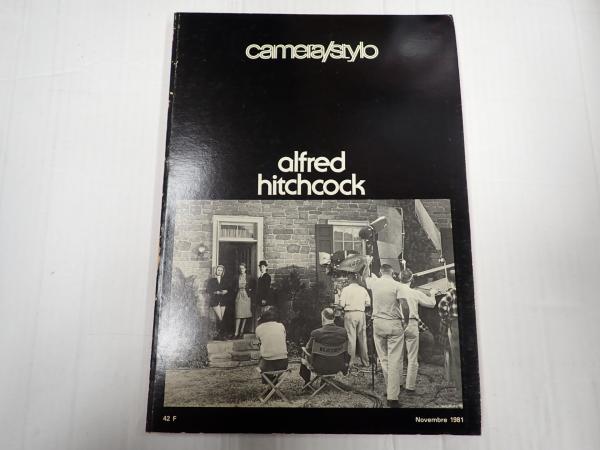 camera/stylo
alfred
hitchcock
42 F
Novembre 1981